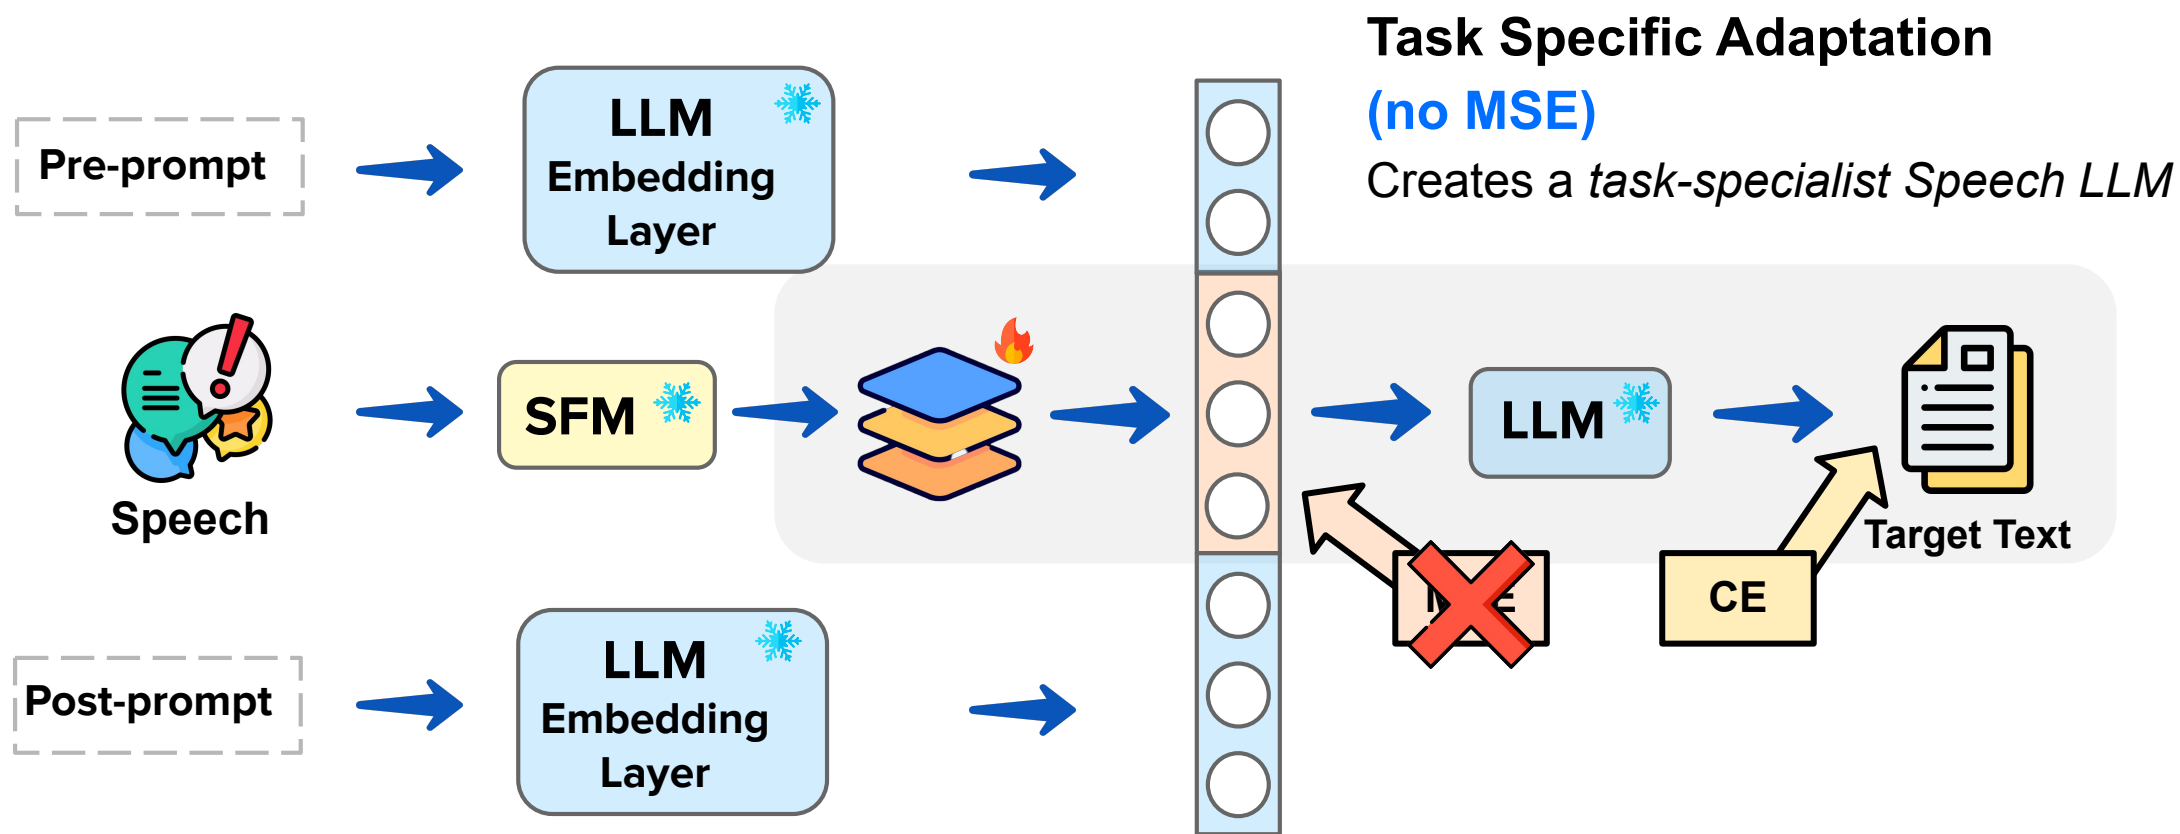 Task Specific Adaptation
(no MSE)
Creates a task-specialist Speech LLM
Pre-prompt
LLM
Embedding
Layer
Speech
SFM
LLM
Target Text
CE
Post-prompt
LLM
Embedding
Layer